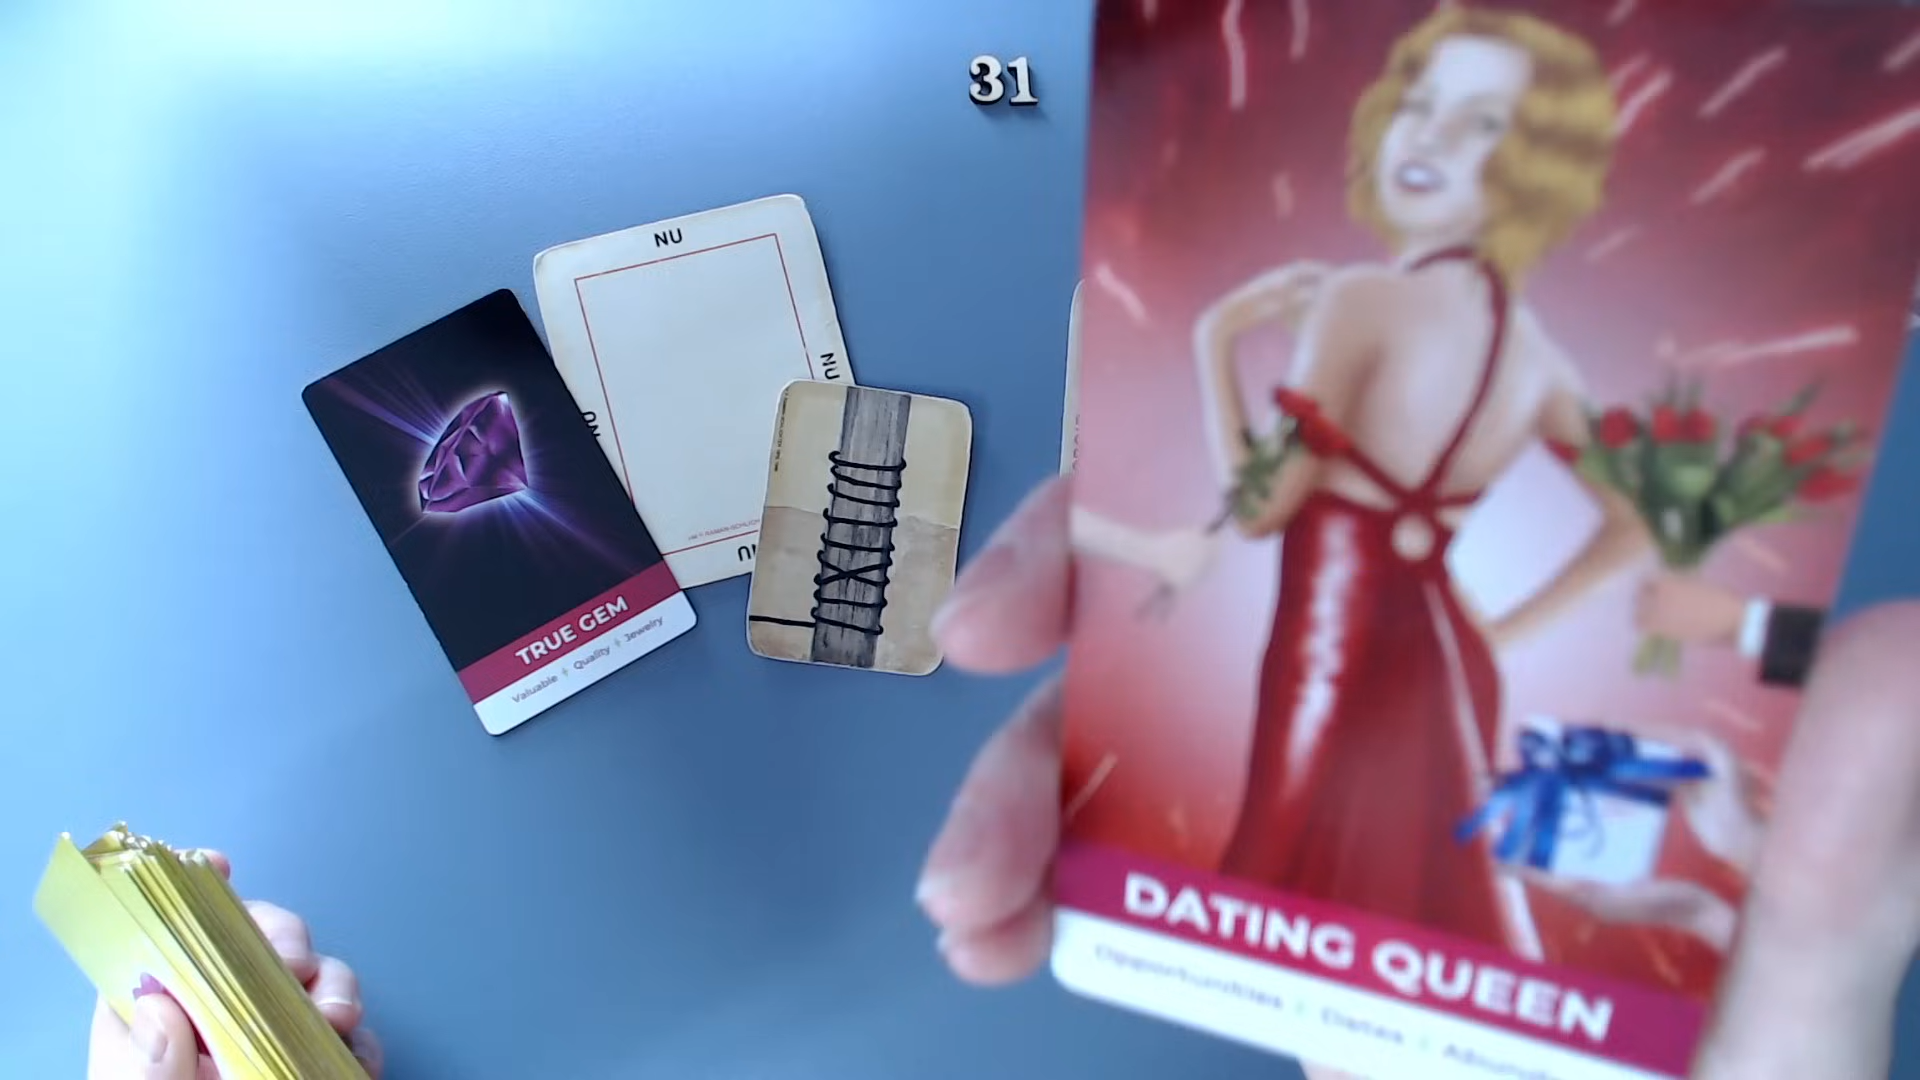 31
NU
NU
NU
NU
TRUE GEM
Valuable Quality Jewelry
DATING QUEEN
Opportunities Dates